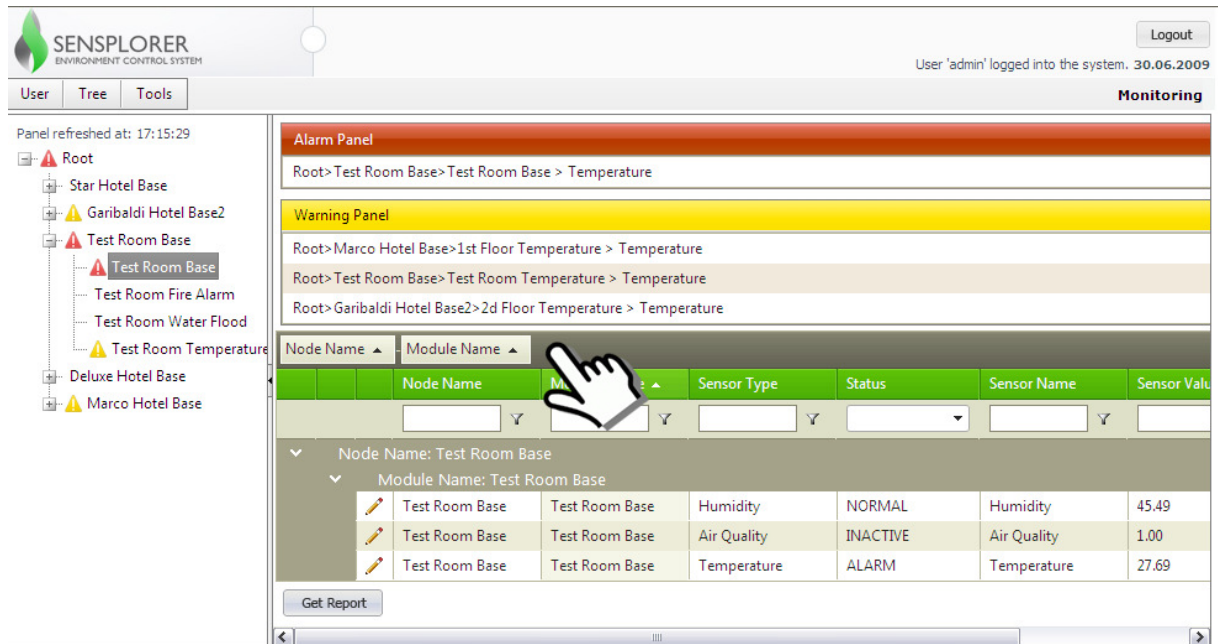 SENSPLORER
ENVIRONMENT CONTROL SYSTEM
Logout
User 'admin' logged into the system. 30.06.2009
User Tree Tools
Monitoring
Panel refreshed at: 17:15:29
Root
Star Hotel Base
Garibaldi Hotel Base2
Test Room Base
Test Room Base
Test Room Fire Alarm
Test Room Water Flood
Test Room Temperature
Deluxe Hotel Base
Marco Hotel Base
Alarm Panel
Root>Test Room Base>Test Room Base > Temperature
Warning Panel
Root>Marco Hotel Base>1st Floor Temperature > Temperature
Root>Test Room Base>Test Room Temperature > Temperature
Root>Garibaldi Hotel Base2>2d Floor Temperature > Temperature
Node Name Module Name
Node Name Sensor Type Status Sensor Name Sensor Valu
Node Name: Test Room Base
Module Name: Test Room Base
Test Room Base Test Room Base Humidity NORMAL Humidity 45.49
Test Room Base Test Room Base Air Quality INACTIVE Air Quality 1.00
Test Room Base Test Room Base Temperature ALARM Temperature 27.69
Get Report